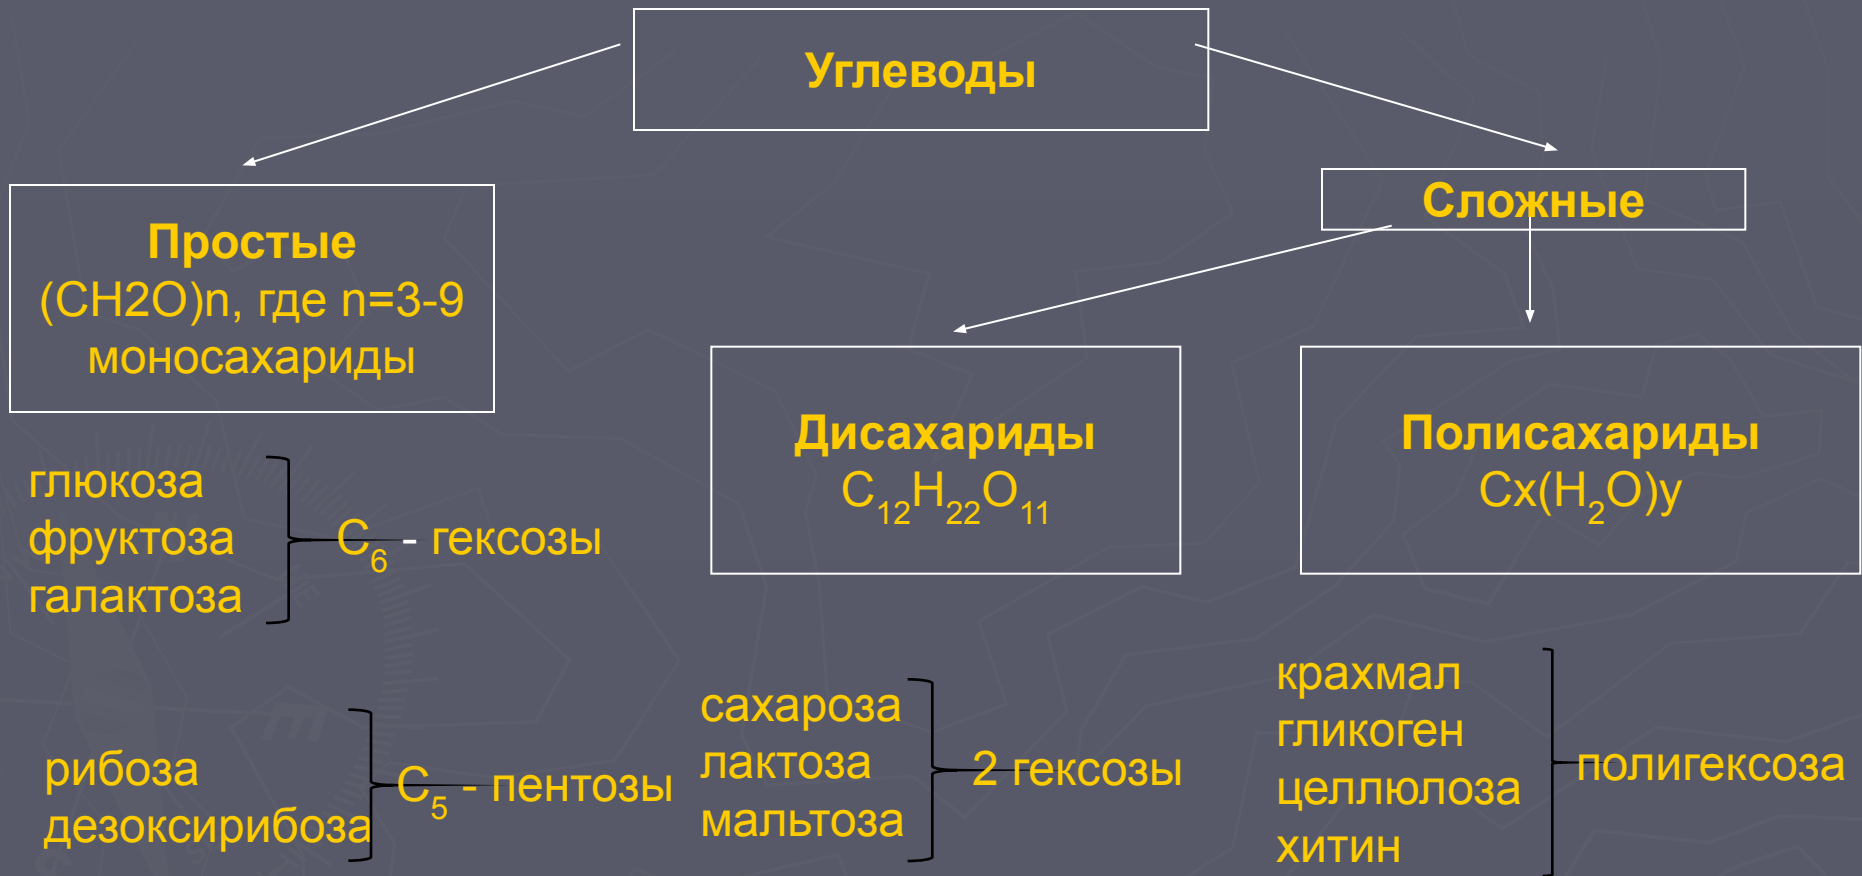 Углеводы
Простые
(CH2O)n, где n=3-9
моносахариды
Сложные
Дисахариды
C₁₂H₂₂O₁₁
Полисахариды
Cx(H₂O)y
глюкоза
фруктоза
галактоза
C₆ - гексозы
рибоза
дезоксирибоза
C₅ - пентозы
сахароза
лактоза
мальтоза
2 гексозы
крахмал
гликоген
целлюлоза
хитин
полигексоза